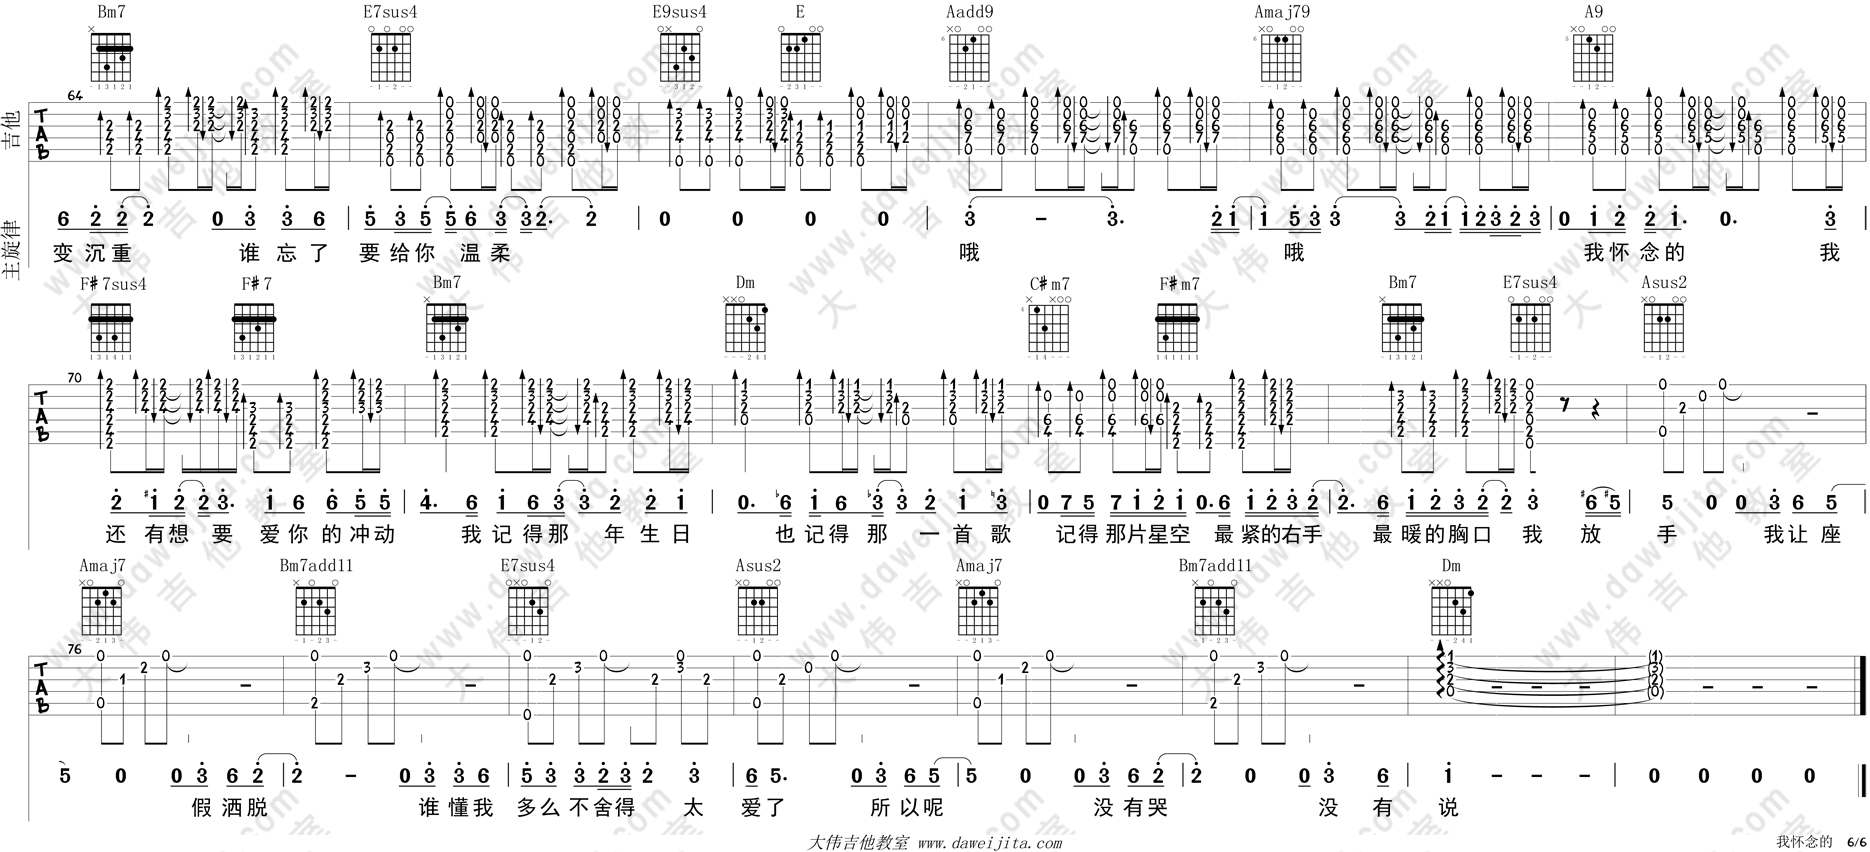 Bm7 E7sus4 E9sus4 E Aadd9 Amaj79 A9
64
吉他
主旋律
6 2 2 2 0 3 3 6 | 5 3 5 5 6 3 3 2. 2 | 0 0 0 0 | 3 - 3. 2 1 | 1 5 3 3 3 2 1 1 2 3 2 3 | 0 1 2 2 1. 0. 3 |
变 沉 重 谁 忘 了 要 给 你 温 柔 哦 哦 我 怀 念 的 我
F#7sus4 F#7 Bm7 Dm C#m7 F#m7 Bm7 E7sus4 Asus2
70
2 #1 2 2 3. 1 6 6 5 5 | 4. 6 1 6 3 3 2 2 1 | 0. b6 1 6 b3 3 2 1 ♮3 | 0 7 5 7 1 2 1 0. 6 1 2 3 2 | 2. 6 1 2 3 2 2 3 #6 #5 | 5 0 0 3 6 5
还 有 想 要 爱 你 的 冲 动 我 记 得 那 年 生 日 也 记 得 那 一 首 歌 记 得 那 片 星 空 最 紧 的 右 手 最 暖 的 胸 口 我 放 手 我 让 座
Amaj7 Bm7add11 E7sus4 Asus2 Amaj7 Bm7add11 Dm
76
5 0 0 3 6 2 | 2 - 0 3 3 6 | 5 3 3 2 3 2 3 | 6 5. 0 3 6 5 | 5 0 0 3 6 2 | 2 0 0 3 6 | 1 - - - | 0 0 0 0
假 洒 脱 谁 懂 我 多 么 不 舍 得 太 爱 了 所 以 呢 没 有 哭 没 有 说
大伟吉他教室 www.daweijita.com
我怀念的 6/6